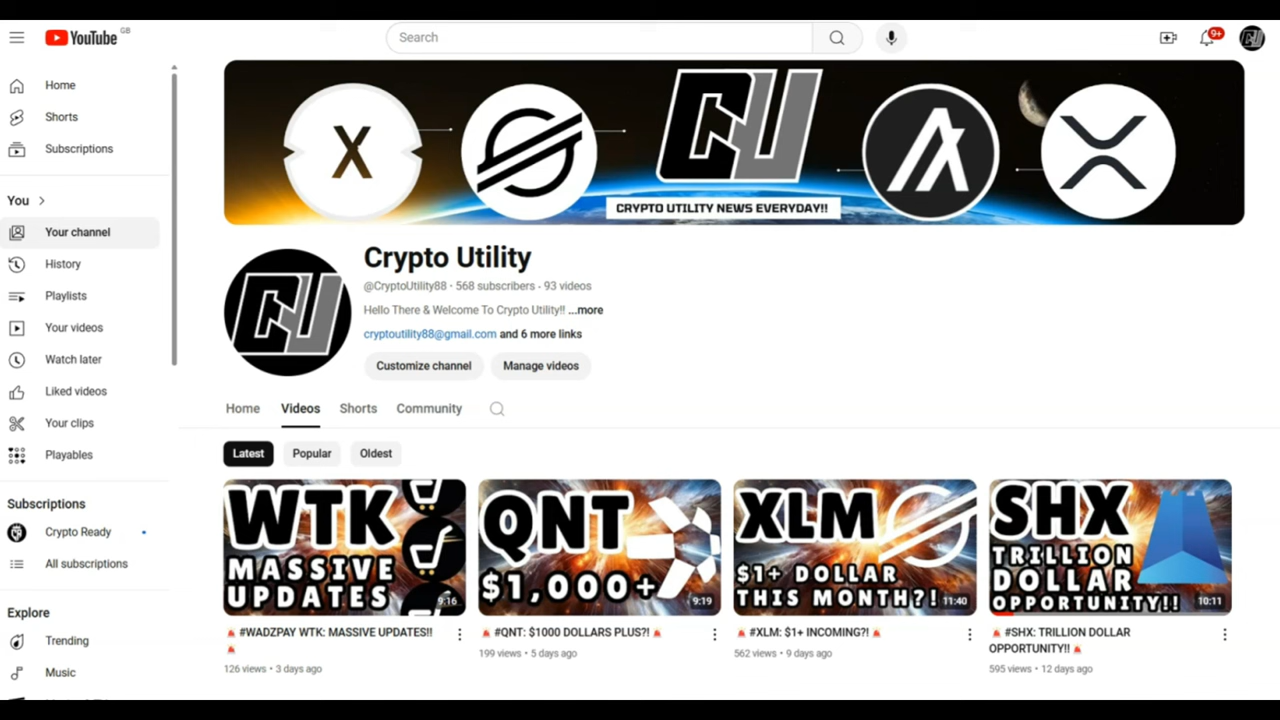 YouTube GB
Search
9+
Home
Shorts
Subscriptions
You
Your channel
History
Playlists
Your videos
Watch later
Liked videos
Your clips
Playables
Subscriptions
Crypto Ready
All subscriptions
Explore
Trending
Music
X
CU
CRYPTO UTILITY NEWS EVERYDAY!!
CU
Crypto Utility
@CryptoUtility88 · 568 subscribers · 93 videos
Hello There & Welcome To Crypto Utility!! ...more
cryptoutility88@gmail.com and 6 more links
Customize channel Manage videos
Home Videos Shorts Community
Latest Popular Oldest
WTK
MASSIVE
UPDATES
9:16
#WADZPAY WTK: MASSIVE UPDATES!!
126 views • 3 days ago
QNT
$1,000+
9:19
#QNT: $1000 DOLLARS PLUS?!
199 views • 5 days ago
XLM
$1+ DOLLAR
THIS MONTH?!
11:40
#XLM: $1+ INCOMING?!
562 views • 9 days ago
SHX
TRILLION
DOLLAR
OPPORTUNITY!!
10:11
#SHX: TRILLION DOLLAR
OPPORTUNITY!!
595 views • 12 days ago